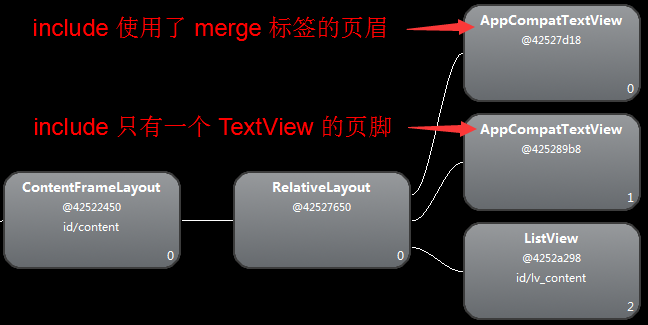 include 使用了 merge 标签的页眉
AppCompatTextView
@42527d18
0
include 只有一个 TextView 的页脚
AppCompatTextView
@425289b8
1
ContentFrameLayout
@42522450
id/content
0
RelativeLayout
@42527650
0
ListView
@4252a298
id/lv_content
2